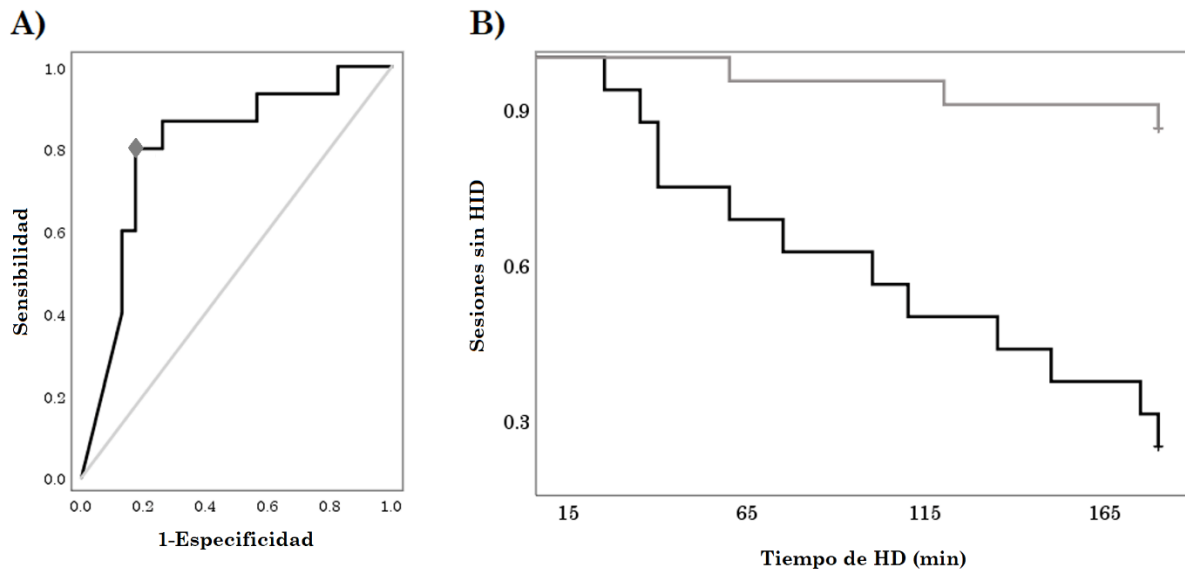 A)
1.0
0.8
0.6
0.4
0.2
0.0
Sensibilidad
0.0 0.2 0.4 0.6 0.8 1.0
1-Especificidad
B)
0.9
0.6
0.3
Sesiones sin HID
15 65 115 165
Tiempo de HD (min)